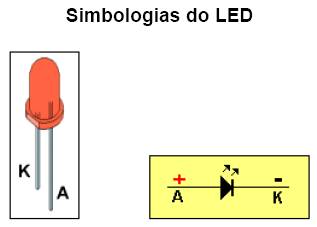 Simbologias do LED
K
A
+ -
A K